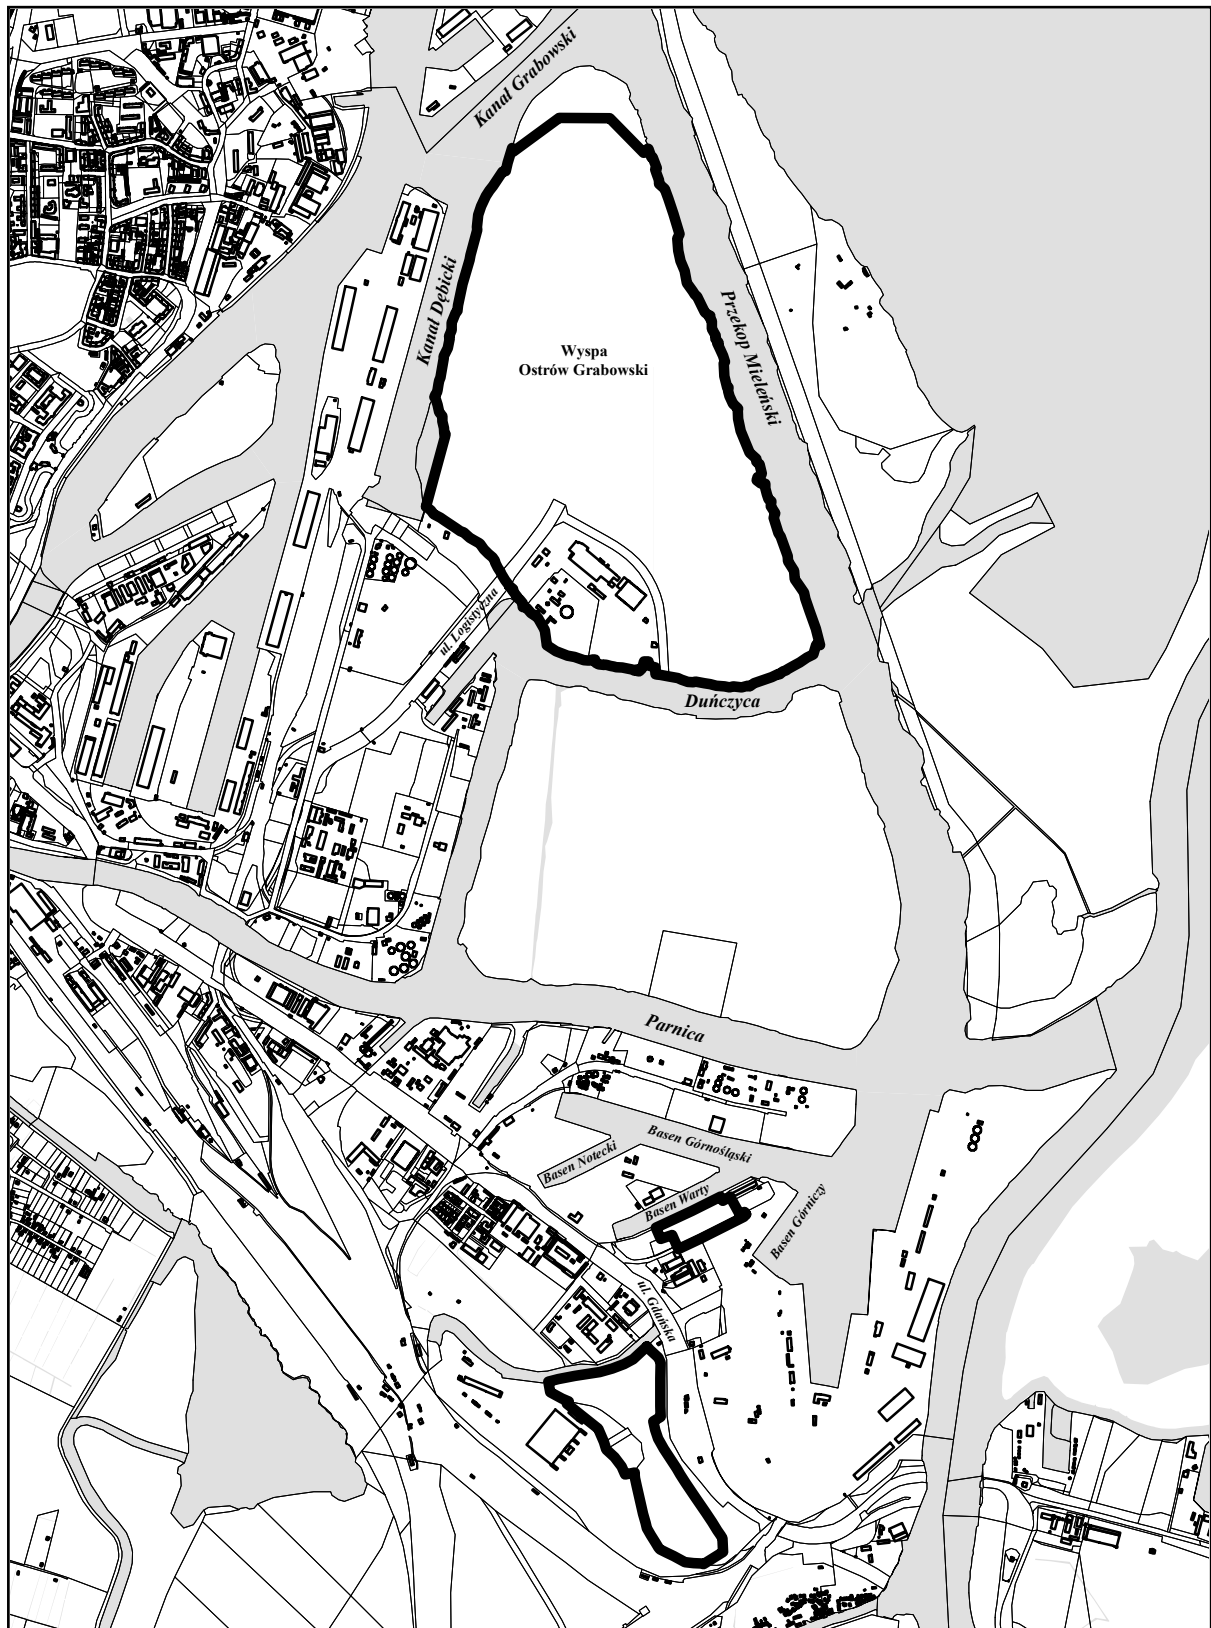 Kanał Grabowski
Kanał Dębicki
Przekop Mieleński
Wyspa
Ostrów Grabowski
ul. Logistyczna
Duńczyca
Parnica
Basen Górnośląski
Basen Notecki
Basen Warty
Basen Górniczy
ul. Gdańska